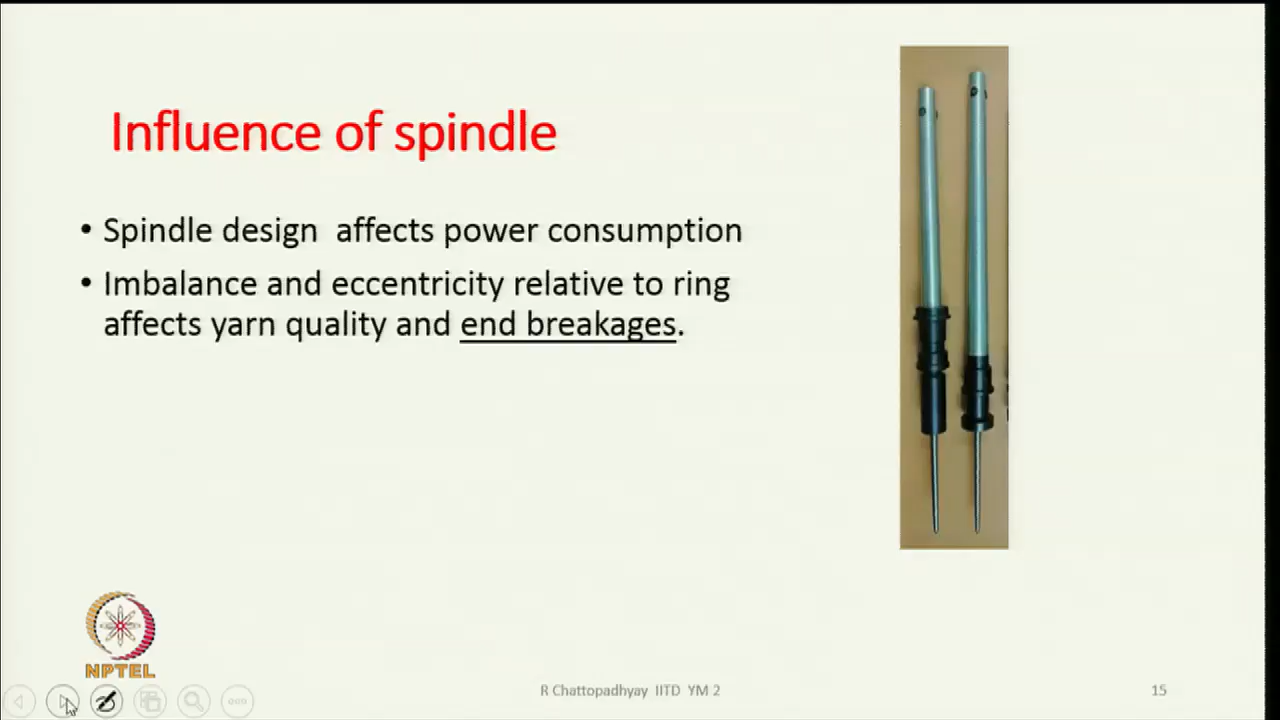 Influence of spindle
• Spindle design affects power consumption
• Imbalance and eccentricity relative to ring
affects yarn quality and end breakages.
NPTEL
R Chattopadhyay IITD YM 2
15